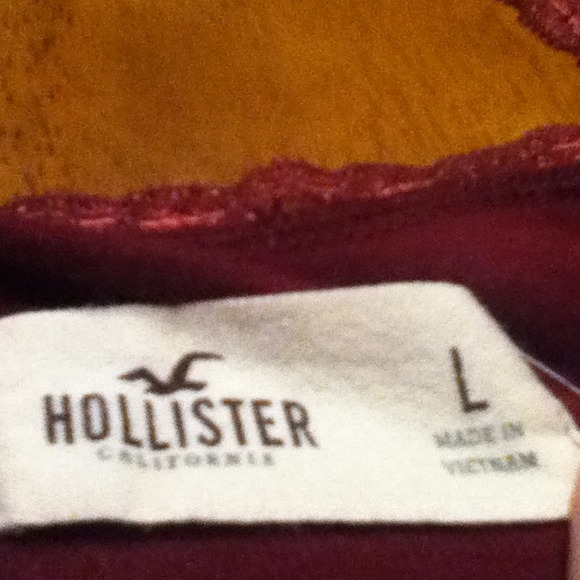 HOLLISTER
CALIFORNIA
L
MADE IN
VIETNAM